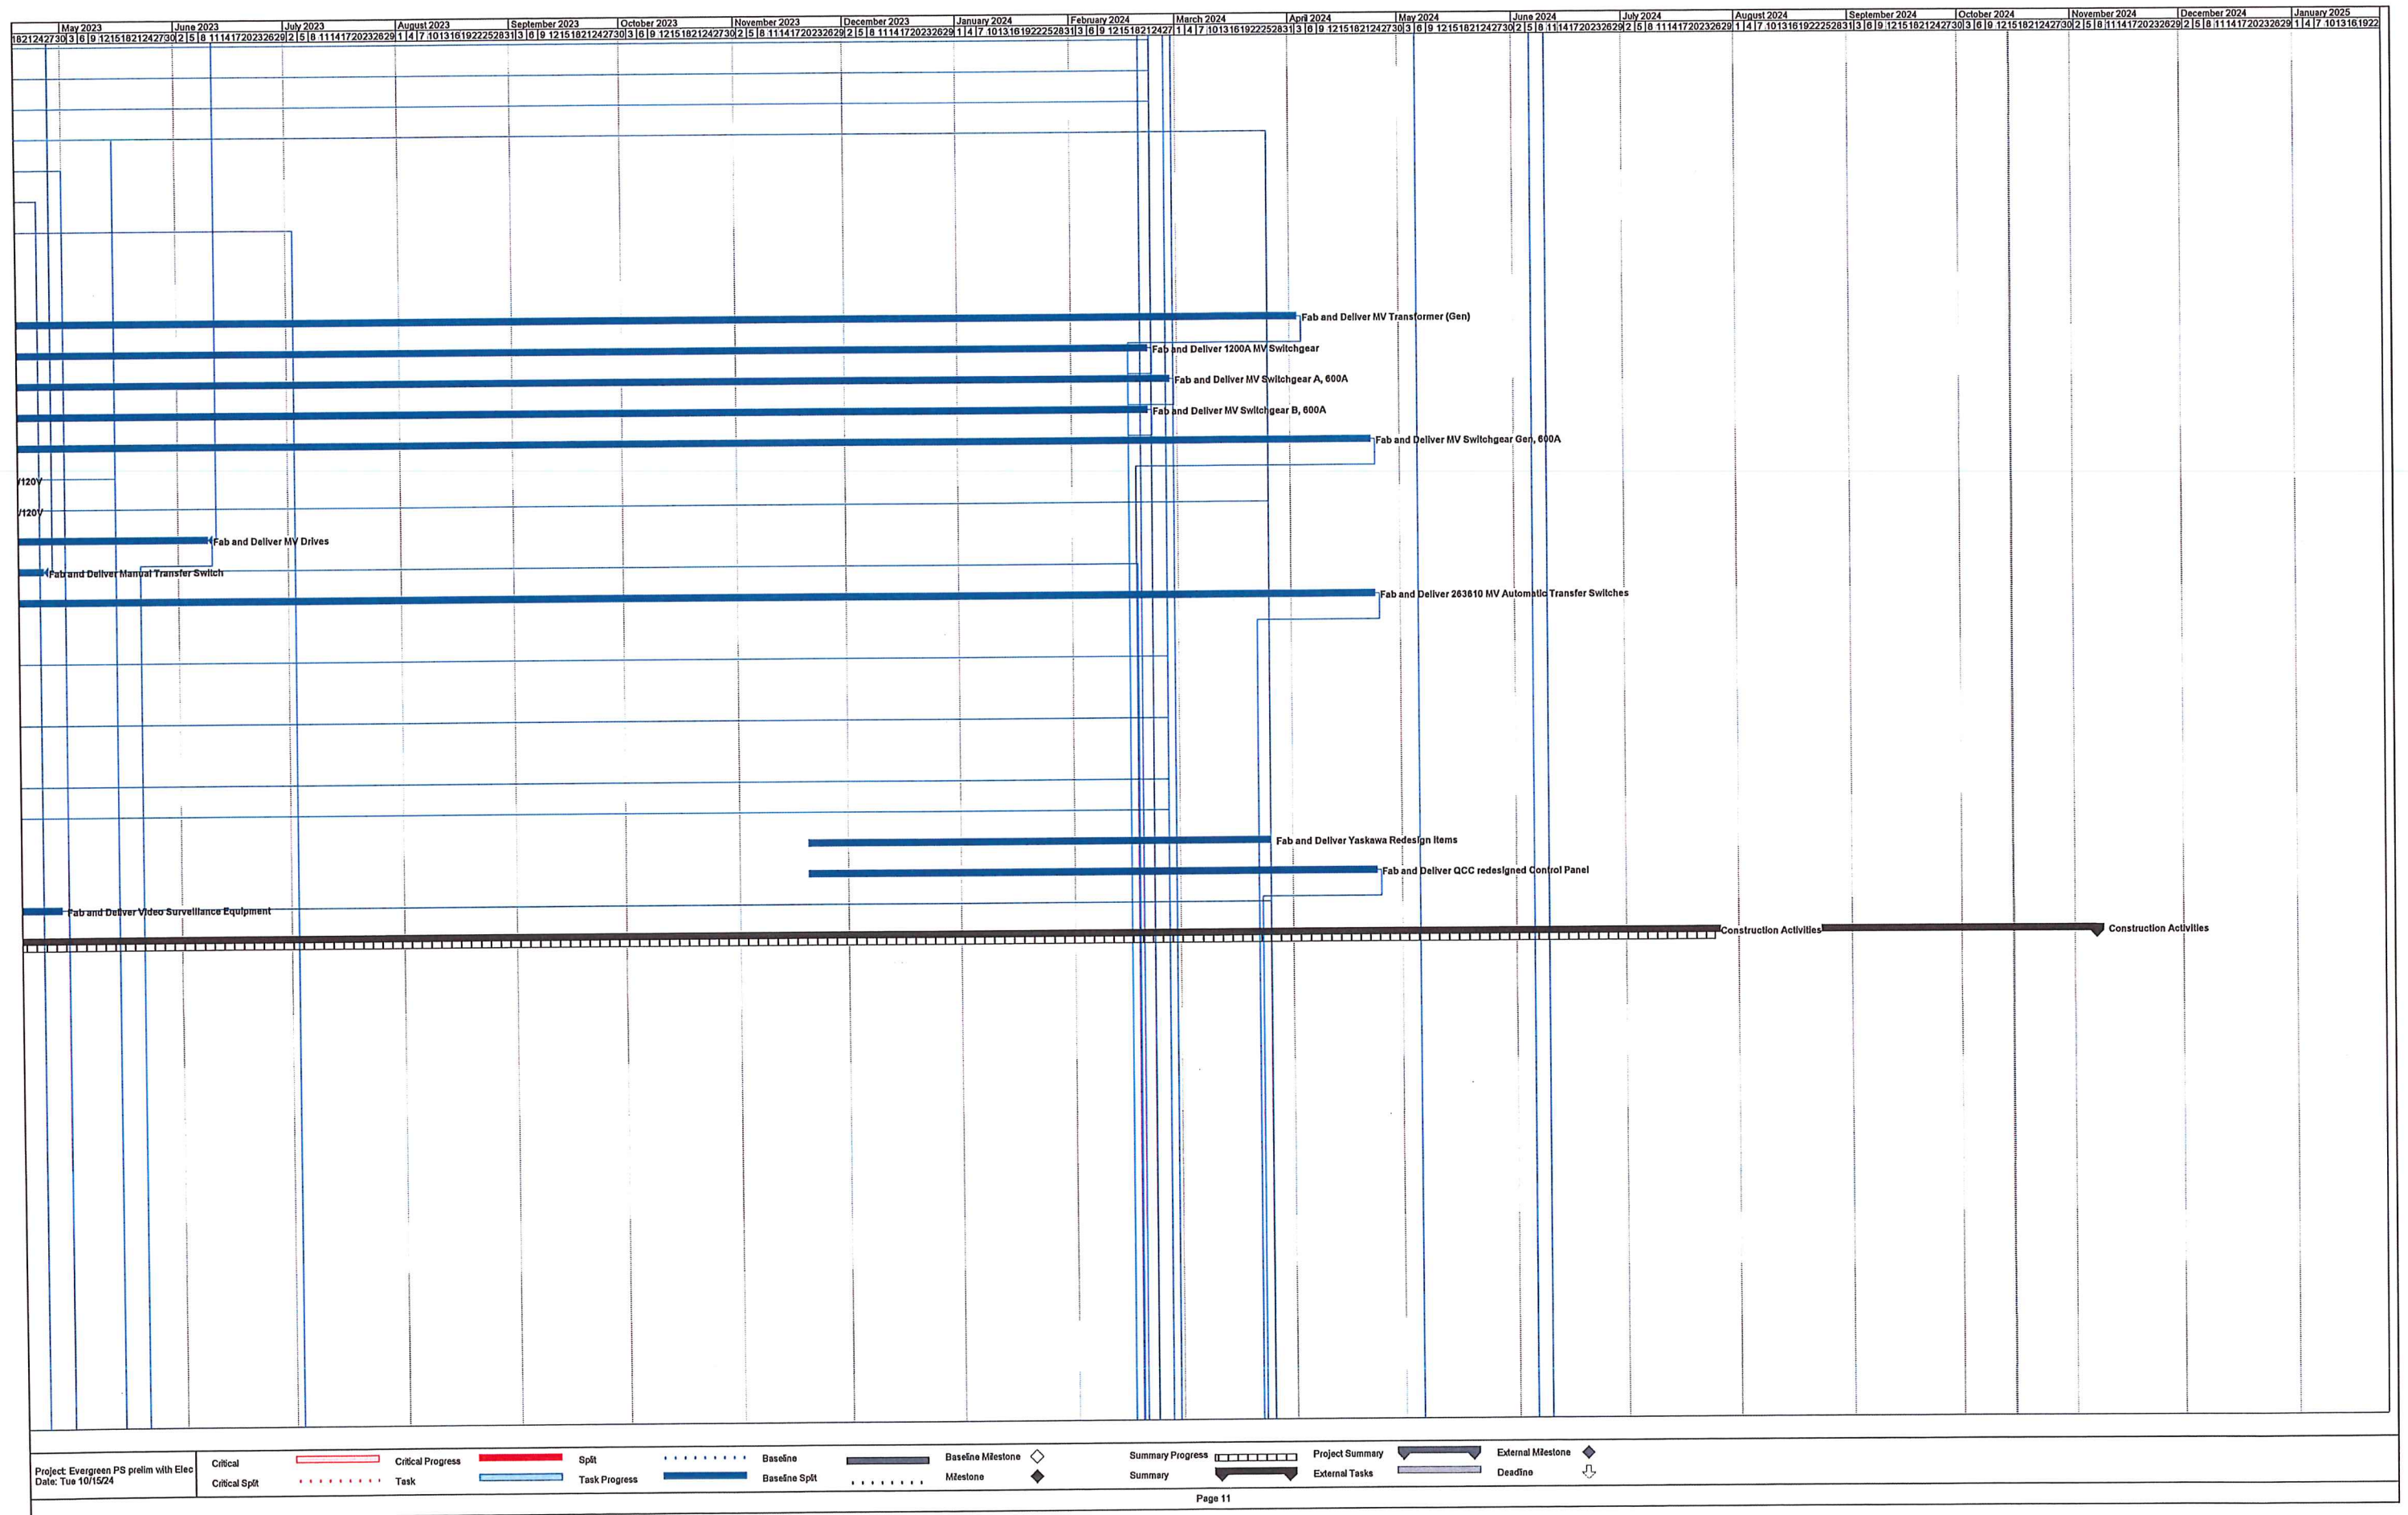 May 2023 June 2023 July 2023 August 2023 September 2023 October 2023 November 2023 December 2023 January 2024 February 2024 March 2024 April 2024 May 2024 June 2024 July 2024 August 2024 September 2024 October 2024 November 2024 December 2024 January 2025
Fab and Deliver MV Transformer (Gen)
Fab and Deliver 1200A MV Switchgear
Fab and Deliver MV Switchgear A, 600A
Fab and Deliver MV Switchgear B, 600A
Fab and Deliver MV Switchgear Gen, 600A
/120V
/120V
Fab and Deliver MV Drives
Fab and Deliver Manual Transfer Switch
Fab and Deliver 263610 MV Automatic Transfer Switches
Fab and Deliver Yaskawa Redesign Items
Fab and Deliver QCC redesigned Control Panel
Fab and Deliver Video Surveillance Equipment
Construction Activities Construction Activities
Project: Evergreen PS prelim with Elec
Date: Tue 10/15/24
Critical Critical Progress Split Baseline Baseline Milestone Summary Progress Project Summary External Milestone
Critical Split Task Task Progress Baseline Split Milestone Summary External Tasks Deadline
Page 11